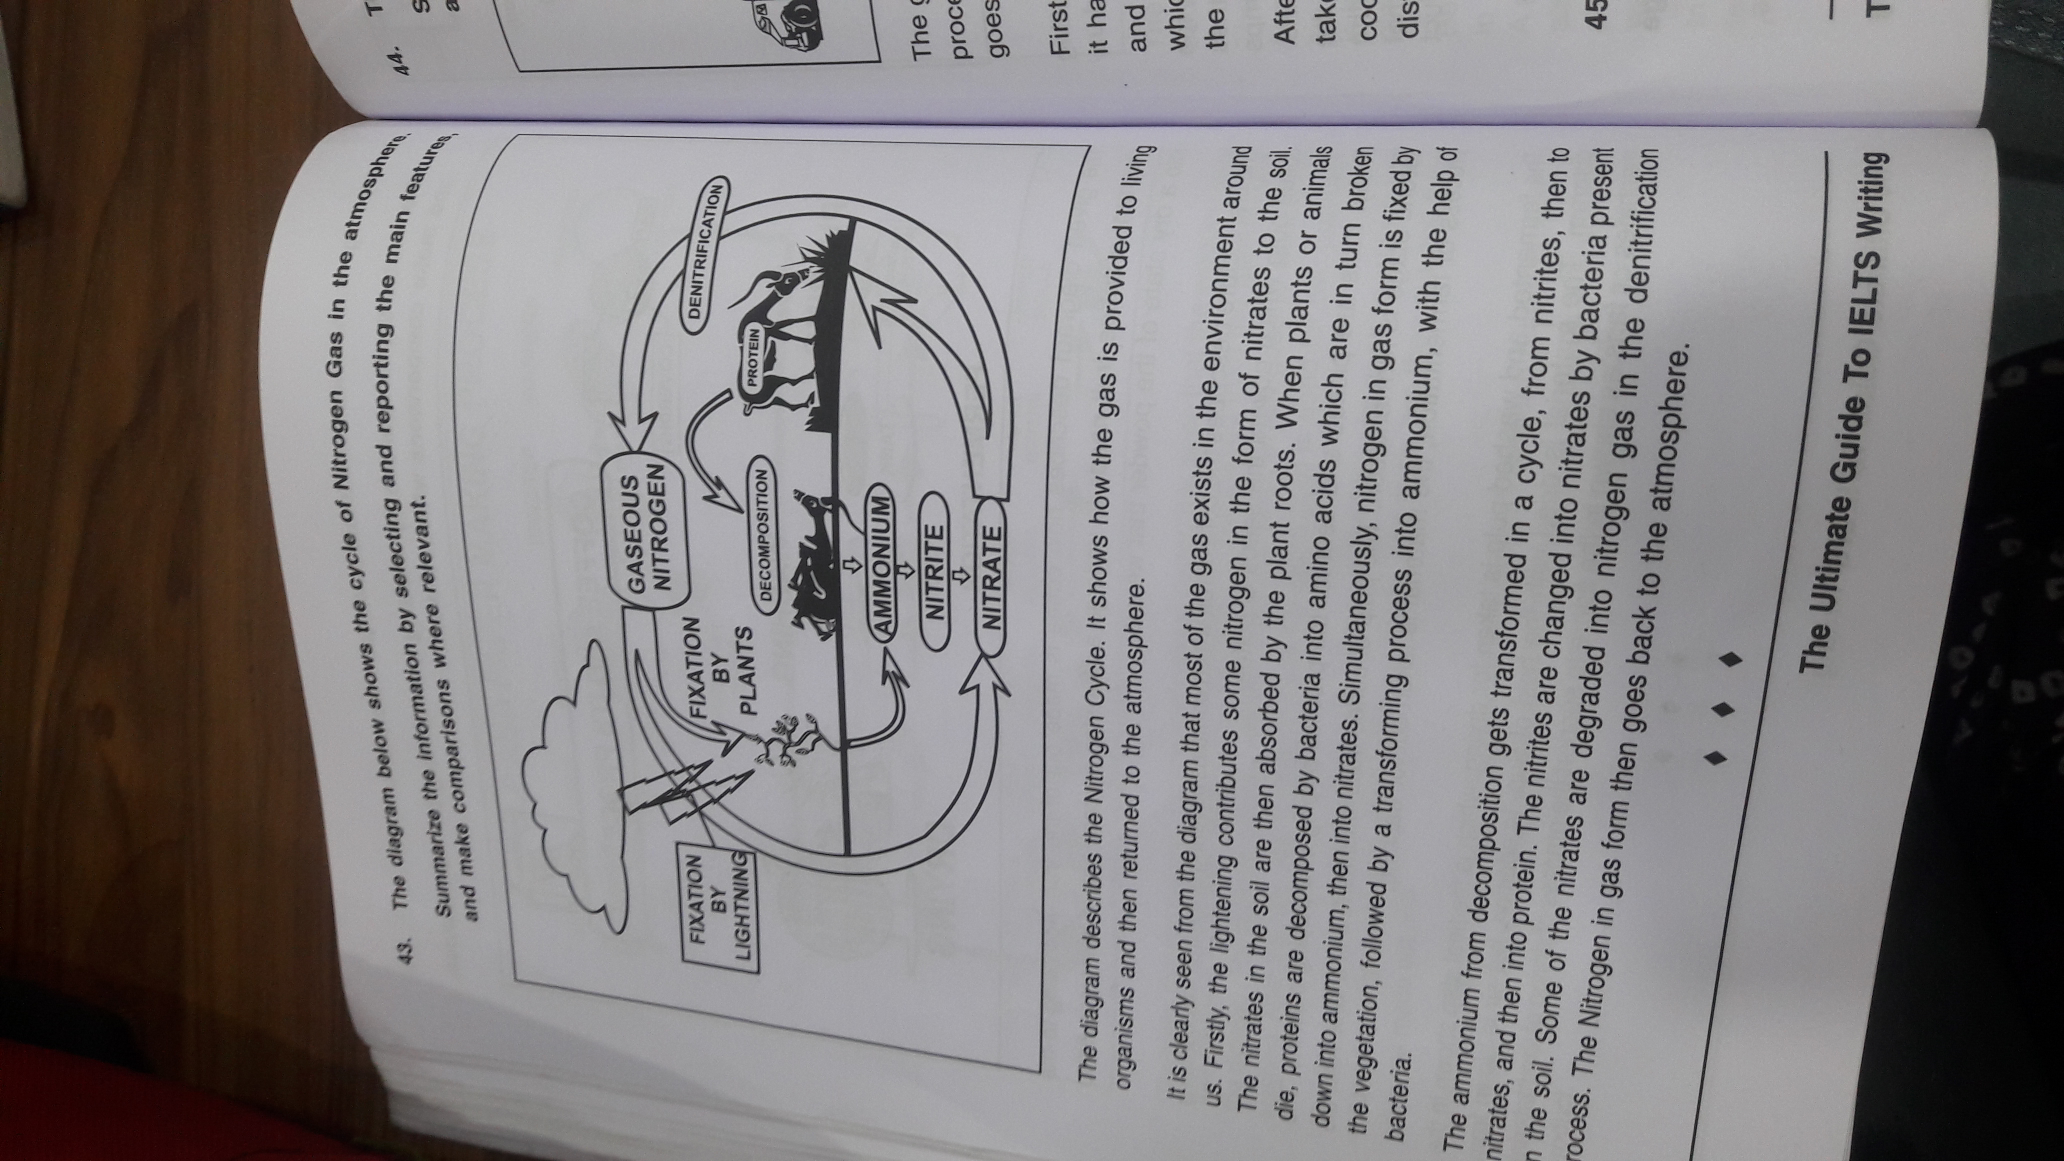 43. The diagram below shows the cycle of Nitrogen Gas in the atmosphere.
Summarize the information by selecting and reporting the main features,
and make comparisons where relevant.
GASEOUS
NITROGEN
DENITRIFICATION
FIXATION
BY
LIGHTNING
FIXATION
BY
PLANTS
PROTEIN
DECOMPOSITION
AMMONIUM
NITRITE
NITRATE
The diagram describes the Nitrogen Cycle. It shows how the gas is provided to living
organisms and then returned to the atmosphere.
It is clearly seen from the diagram that most of the gas exists in the environment around
us. Firstly, the lightening contributes some nitrogen in the form of nitrates to the soil.
The nitrates in the soil are then absorbed by the plant roots. When plants or animals
die, proteins are decomposed by bacteria into amino acids which are in turn broken
down into ammonium, then into nitrates. Simultaneously, nitrogen in gas form is fixed by
the vegetation, followed by a transforming process into ammonium, with the help of
bacteria.
The ammonium from decomposition gets transformed in a cycle, from nitrites, then to
nitrates, and then into protein. The nitrites are changed into nitrates by bacteria present
n the soil. Some of the nitrates are degraded into nitrogen gas in the denitrification
rocess. The Nitrogen in gas form then goes back to the atmosphere.
The Ultimate Guide To IELTS Writing
44. T
S
a
The g
proce
goes
First
it ha
and
whic
the
Afte
take
coo
dis
45
T